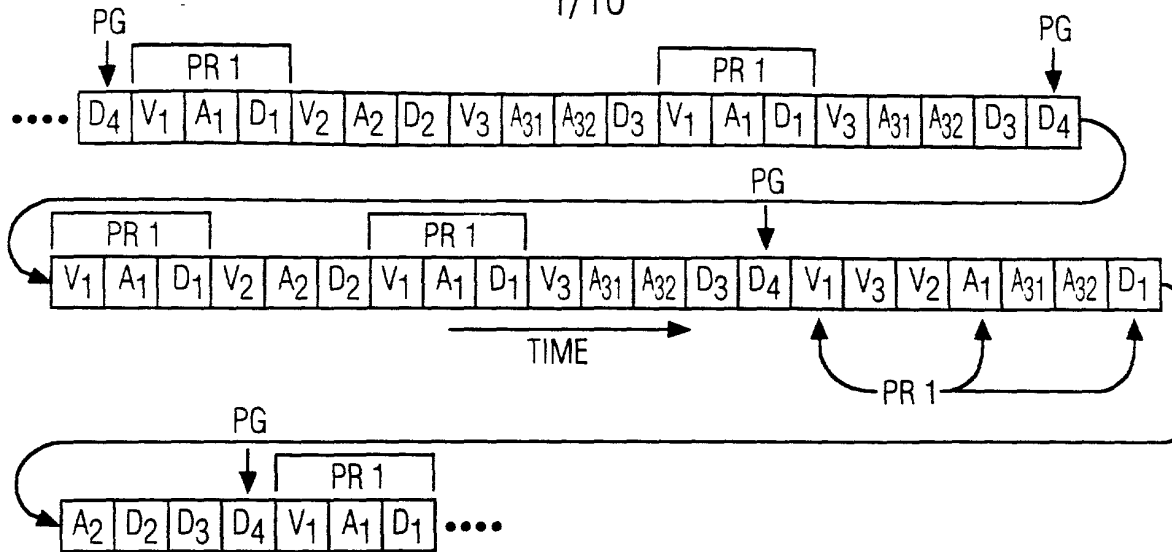 1/10
PG PG
PR 1 PR 1
•••• D4 V1 A1 D1 V2 A2 D2 V3 A31 A32 D3 V1 A1 D1 V3 A31 A32 D3 D4
PG
PR 1 PR 1
V1 A1 D1 V2 A2 D2 V1 A1 D1 V3 A31 A32 D3 D4 V1 V3 V2 A1 A31 A32 D1
TIME
PR 1
PG
PR 1
A2 D2 D3 D4 V1 A1 D1 ••••